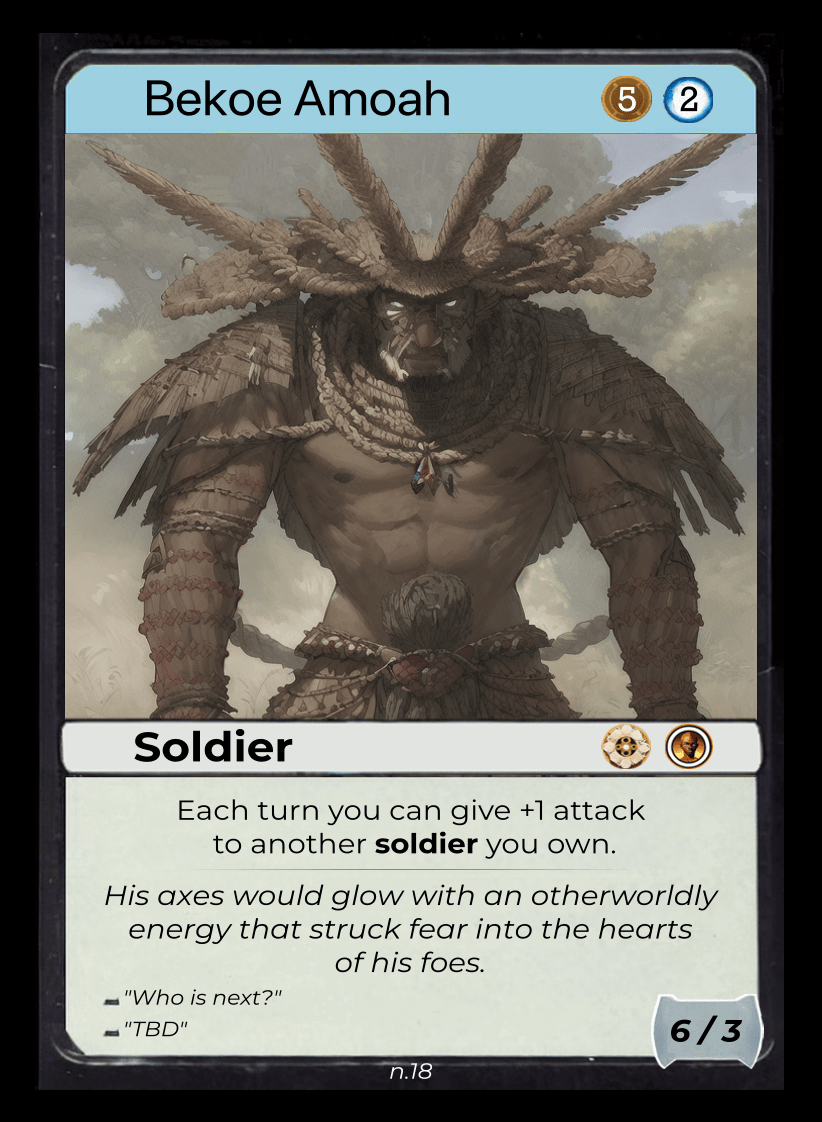 Bekoe Amoah
5 2
Soldier
Each turn you can give +1 attack
to another soldier you own.
His axes would glow with an otherworldly
energy that struck fear into the hearts
of his foes.
"Who is next?"
"TBD"
6 / 3
n.18